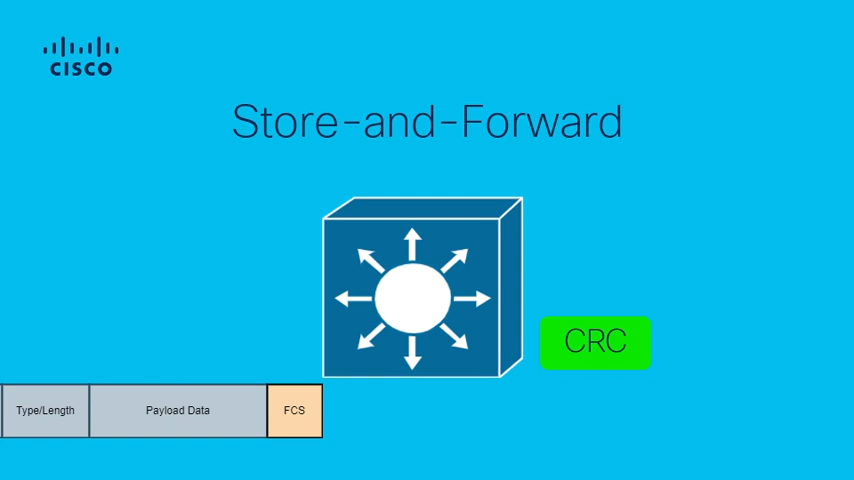 CISCO
Store-and-Forward
CRC
Type/Length Payload Data FCS